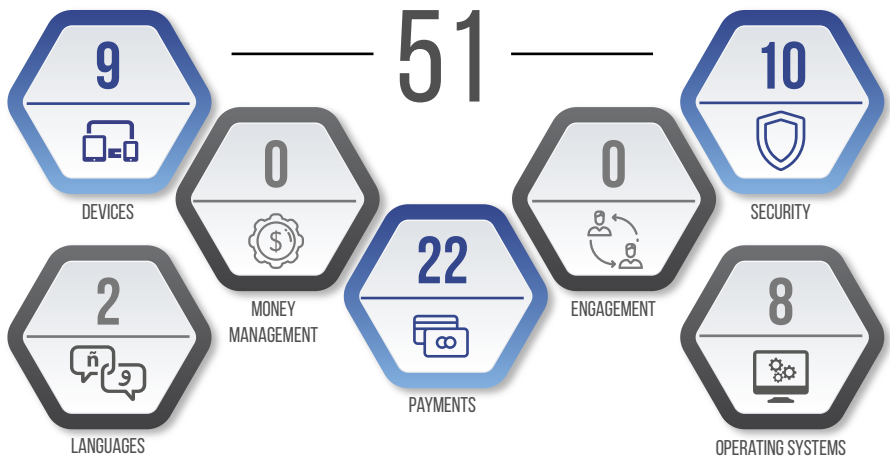 51
9
DEVICES
10
SECURITY
0
MONEY
MANAGEMENT
0
ENGAGEMENT
22
PAYMENTS
2
ñ
و
LANGUAGES
8
OPERATING SYSTEMS